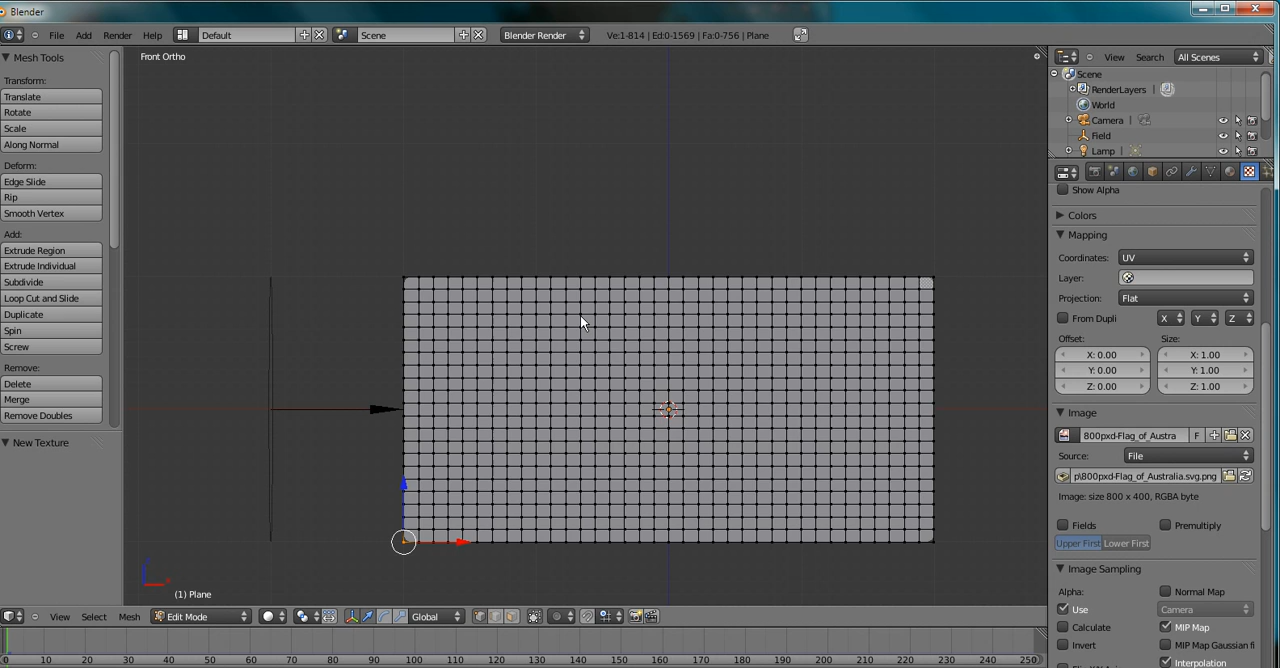 Blender
File Add Render Help Default Scene Blender Render Ve:1-814 | Ed:0-1569 | Fa:0-756 | Plane
Mesh Tools
Transform:
Translate
Rotate
Scale
Along Normal
Deform:
Edge Slide
Rip
Smooth Vertex
Add:
Extrude Region
Extrude Individual
Subdivide
Loop Cut and Slide
Duplicate
Spin
Screw
Remove:
Delete
Merge
Remove Doubles
New Texture
Front Ortho
(1) Plane
View Select Mesh Edit Mode Global
0 10 20 30 40 50 60 70 80 90 100 110 120 130 140 150 160 170 180 190 200 210 220 230 240 250
View Search All Scenes
Scene
RenderLayers |
World
Camera |
Field
Lamp |
Show Alpha
Colors
Mapping
Coordinates: UV
Layer:
Projection: Flat
From Dupli X Y Z
Offset: Size:
X: 0.00 X: 1.00
Y: 0.00 Y: 1.00
Z: 0.00 Z: 1.00
Image
800pxd-Flag_of_Austra F
Source: File
p\800pxd-Flag_of_Australia.svg.png
Image: size 800 x 400, RGBA byte
Fields Premultiply
Upper First Lower First
Image Sampling
Alpha: Normal Map
Use Camera
Calculate MIP Map
Invert MIP Map Gaussian fi
Interpolation